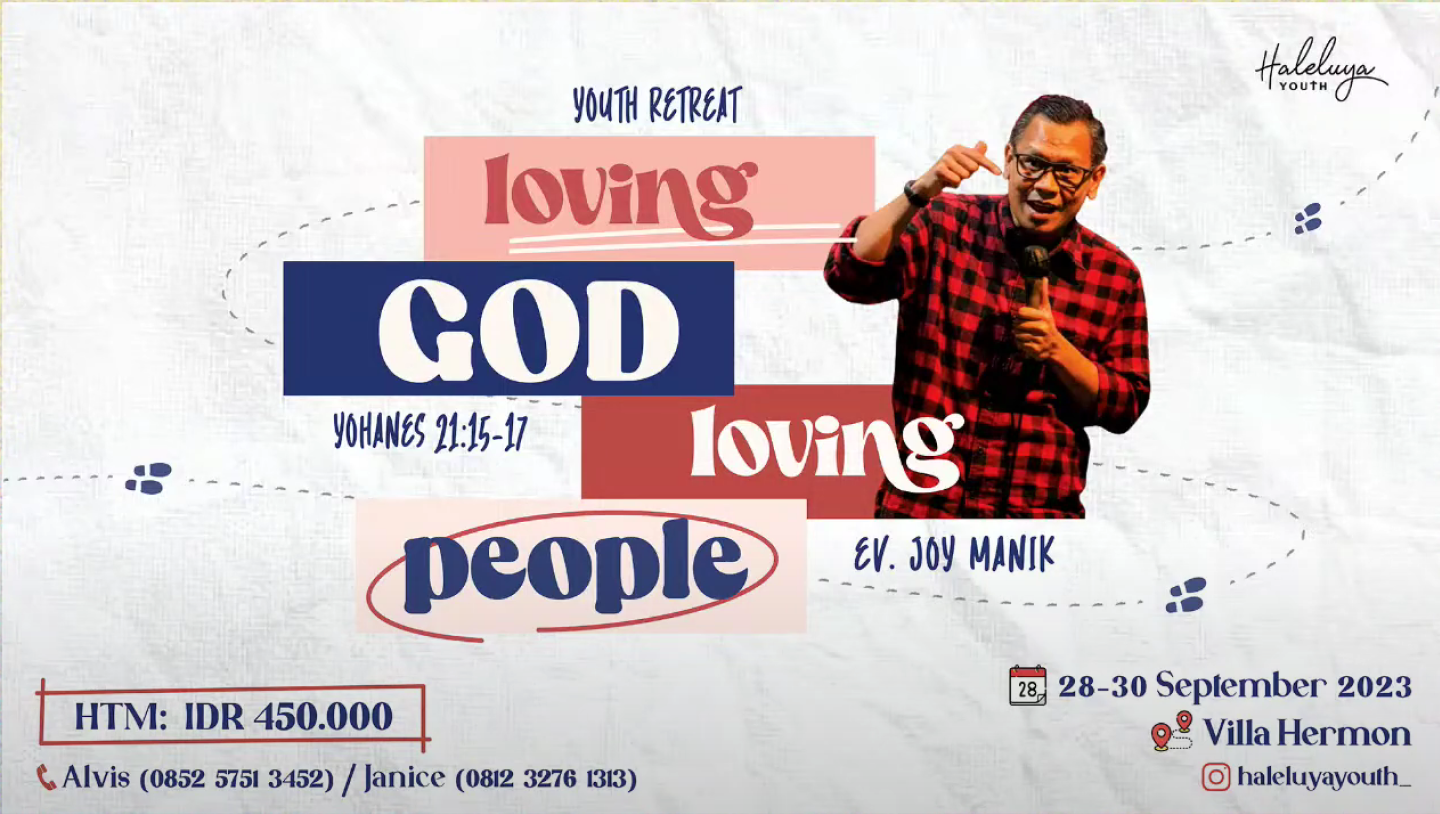 Haleluya
YOUTH
YOUTH RETREAT
loving
GOD
YOHANES 21:15-17
loving
people
EV. JOY MANIK
HTM: IDR 450.000
Alvis (0852 5751 3452) / Janice (0812 3276 1313)
28
28-30 September 2023
Villa Hermon
haleluyayouth_